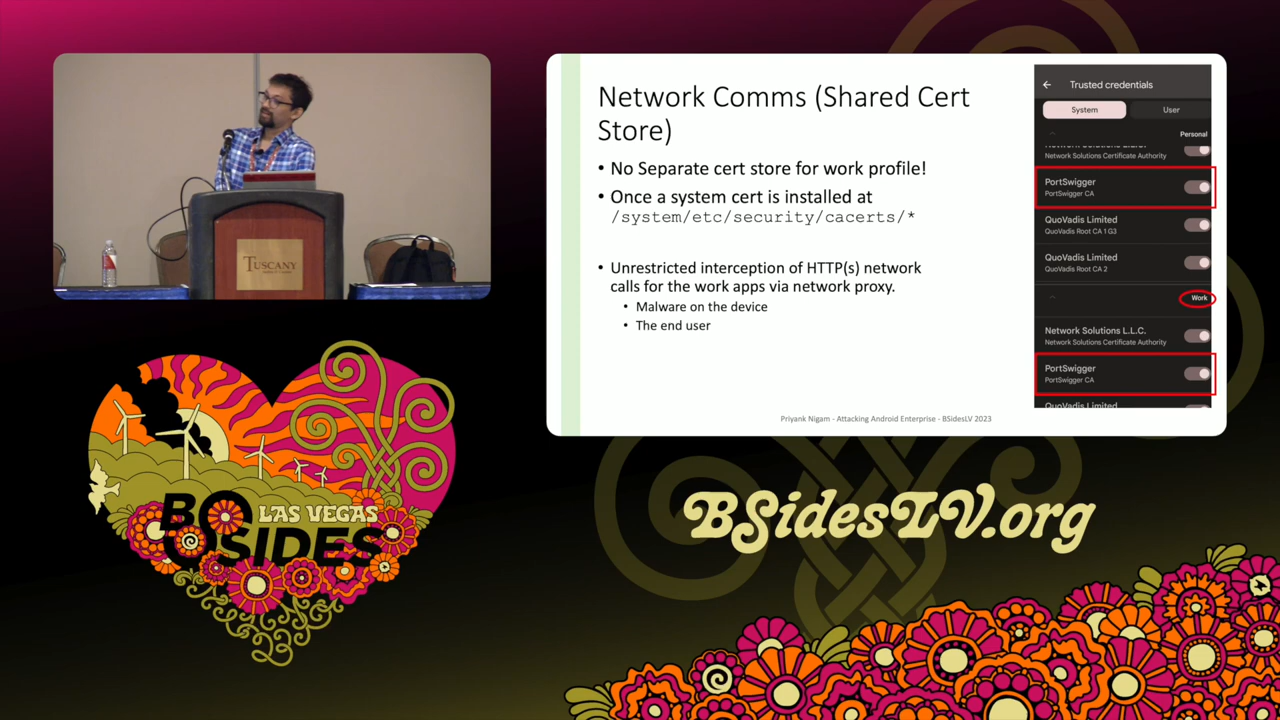 Network Comms (Shared Cert
Store)
• No Separate cert store for work profile!
• Once a system cert is installed at
/system/etc/security/cacerts/*
• Unrestricted interception of HTTP(s) network
calls for the work apps via network proxy.
• Malware on the device
• The end user
Priyank Nigam - Attacking Android Enterprise - BSidesLV 2023
Trusted credentials
System
User
Personal
Network Solutions Certificate Authority
PortSwigger
PortSwigger CA
QuoVadis Limited
QuoVadis Root CA 1 G3
QuoVadis Limited
QuoVadis Root CA 2
Work
Network Solutions L.L.C.
Network Solutions Certificate Authority
PortSwigger
PortSwigger CA
QuoVadis Limited
TUSCANY
BSidesLV.org
LAS VEGAS
BSIDES
23